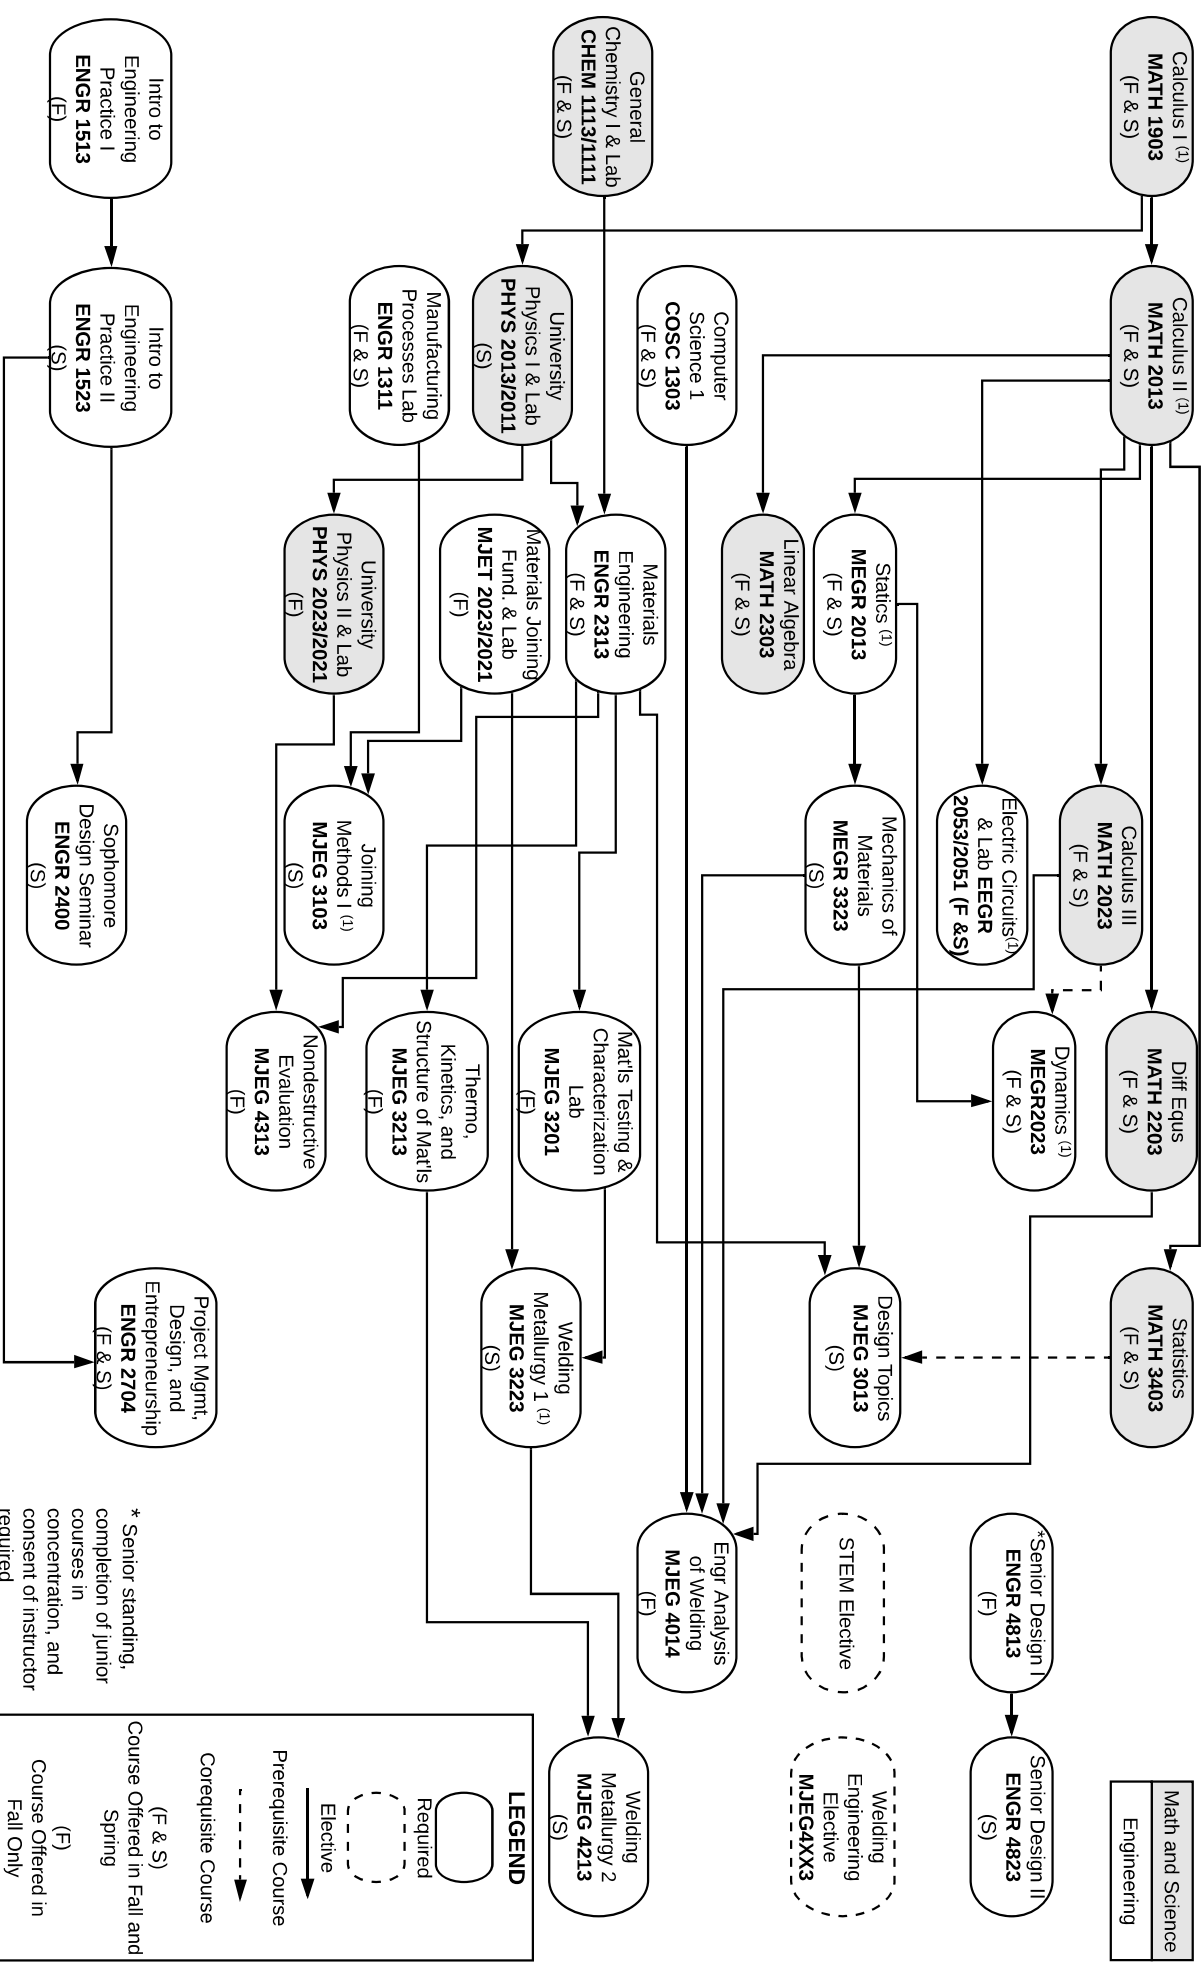 Calculus I (1)
MATH 1903
(F & S)
General
Chemistry I & Lab
CHEM 1113/1111
(F & S)
Intro to
Engineering
Practice I
ENGR 1513
(F)
Calculus II (1)
MATH 2013
(F & S)
Computer
Science 1
COSC 1303
(F & S)
University
Physics I & Lab
PHYS 2013/2011
(S)
Manufacturing
Processes Lab
ENGR 1311
(F & S)
Intro to
Engineering
Practice II
ENGR 1523
(S)
Statics (1)
MEGR 2013
(F & S)
Linear Algebra
MATH 2303
(F & S)
Materials
Engineering
ENGR 2313
(F & S)
Materials Joining
Fund. & Lab
MJET 2023/2021
(F)
University
Physics II & Lab
PHYS 2023/2021
(F)
Calculus III
MATH 2023
(F & S)
Electric Circuits(1)
& Lab EEGR
2053/2051 (F &S)
Mechanics of
Materials
MEGR 3323
(S)
Joining
Methods I (1)
MJEG 3103
(S)
Sophomore
Design Seminar
ENGR 2400
(S)
Diff Equs
MATH 2203
(F & S)
Dynamics (1)
MEGR2023
(F & S)
Mat'ls Testing &
Characterization
Lab
MJEG 3201
(F)
Thermo,
Kinetics, and
Structure of Mat'ls
MJEG 3213
(F)
Nondestructive
Evaluation
MJEG 4313
(F)
Statistics
MATH 3403
(F & S)
Design Topics
MJEG 3013
(S)
Welding
Metallurgy 1 (1)
MJEG 3223
(S)
Project Mgmt,
Design, and
Entrepreneurship
ENGR 2704
(F & S)
*Senior Design I
ENGR 4813
(F)
STEM Elective
Engr Analysis
of Welding
MJEG 4014
(F)
* Senior standing,
completion of junior
courses in
concentration, and
consent of instructor
required
Math and Science
Engineering
Senior Design II
ENGR 4823
(S)
Welding
Engineering
Elective
MJEG4XX3
Welding
Metallurgy 2
MJEG 4213
(S)
LEGEND
Required
Elective
Prerequisite Course
Corequisite Course
(F & S)
Course Offered in Fall and
Spring
(F)
Course Offered in
Fall Only